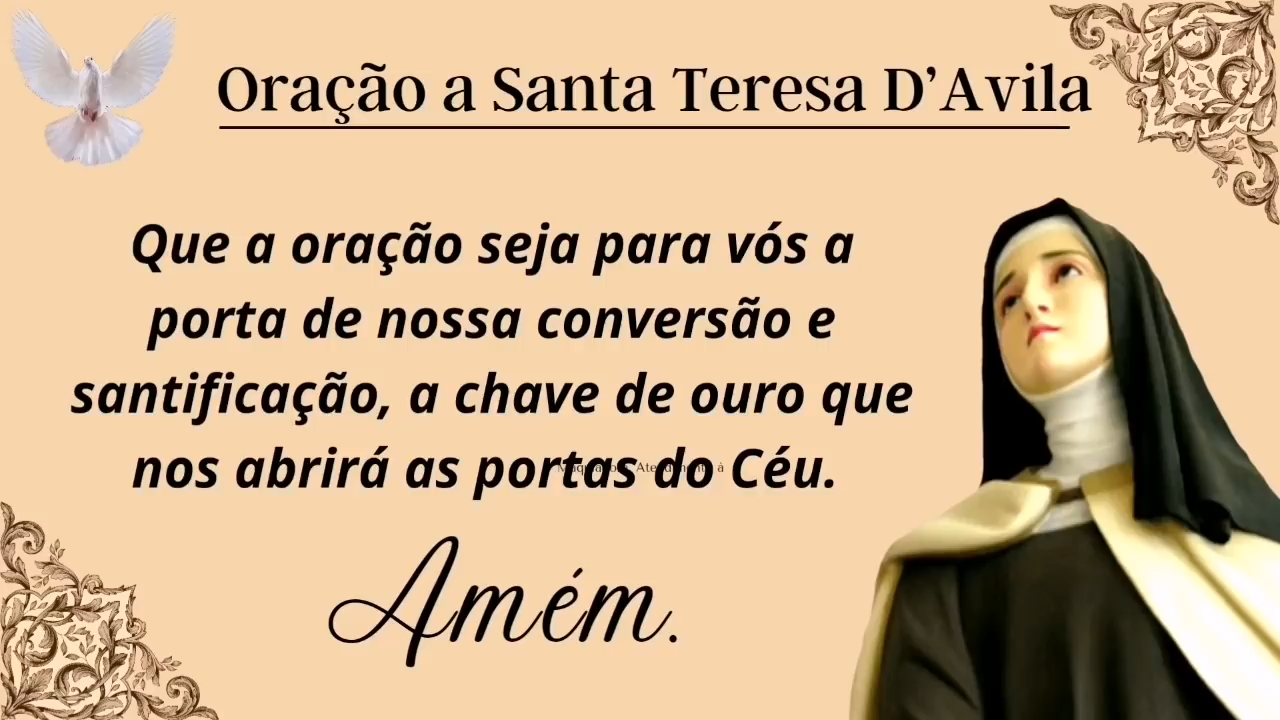 Oração a Santa Teresa D’Avila
Que a oração seja para vós a
porta de nossa conversão e
santificação, a chave de ouro que
nos abrirá as portas do Céu.
Amém.